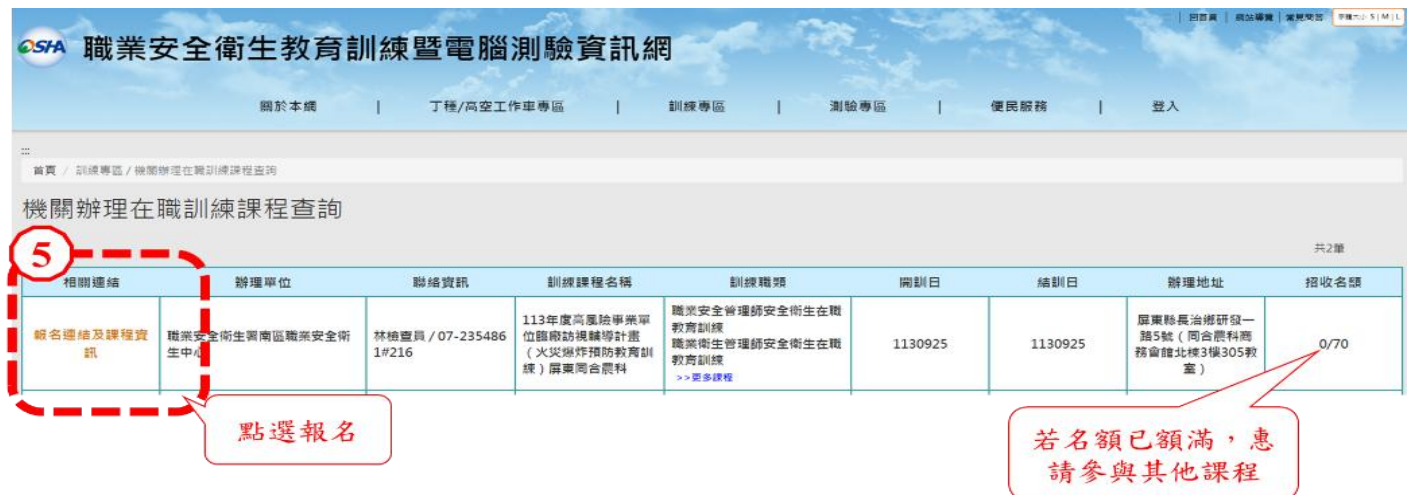 回首頁 | 網站導覽 | 常見問答 字體大小 S | M | L
OSHA 職業安全衛生教育訓練暨電腦測驗資訊網
關於本網 | 丁種/高空工作車專區 | 訓練專區 | 測驗專區 | 便民服務 | 登入
:::
首頁 / 訓練專區 / 機關辦理在職訓練課程查詢
機關辦理在職訓練課程查詢
5
共2筆
相關連結 辦理單位 聯絡資訊 訓練課程名稱 訓練職類 開訓日 結訓日 辦理地址 招收名額
報名連結及課程資
訊
職業安全衛生署南區職業安全衛
生中心
林檢查員 / 07-235486
1#216
113年度高風險事業單
位臨廠訪視輔導計畫
(火災爆炸預防教育訓
練)屏東同合農科
職業安全管理師安全衛生在職
教育訓練
職業衛生管理師安全衛生在職
教育訓練
>>更多課程
1130925
1130925
屏東縣長治鄉研發一
路5號(同合農科商
務會館北棟3樓305教
室)
0/70
點選報名
若名額已額滿,惠
請參與其他課程